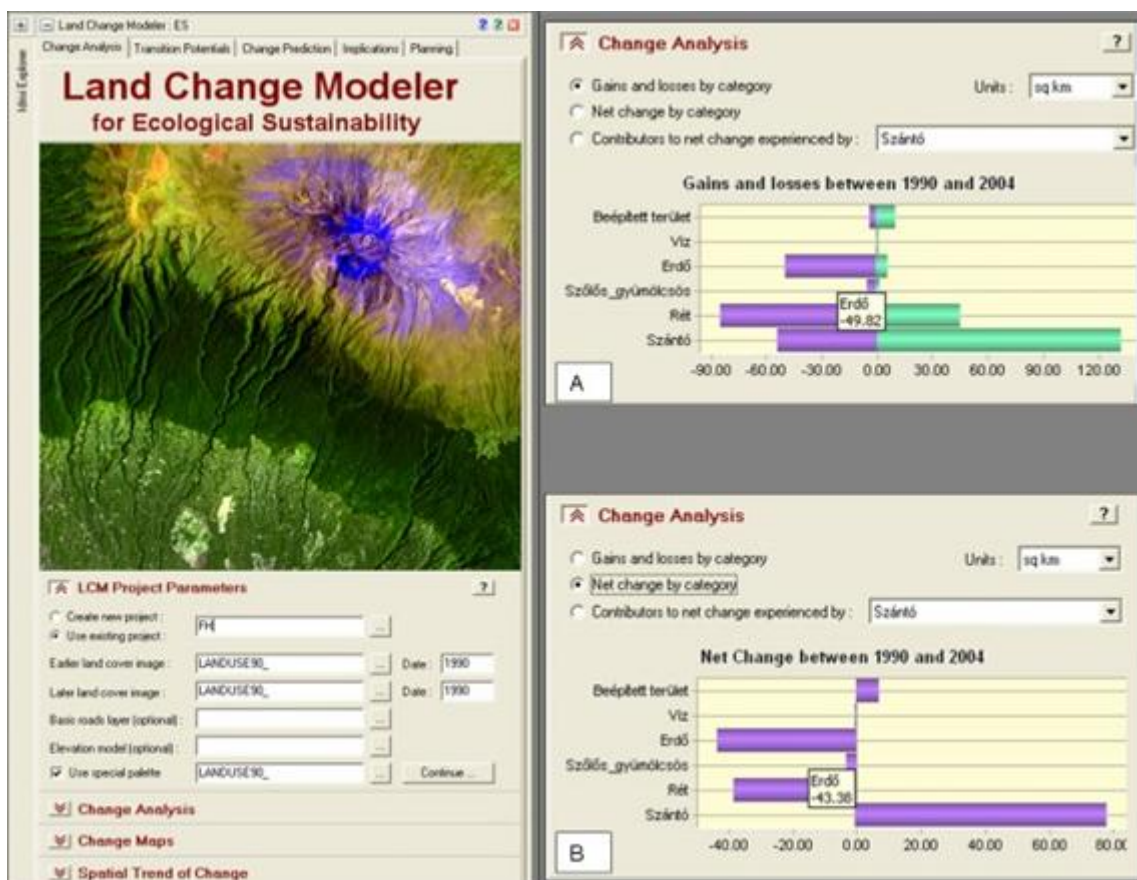 Land Change Modeler : ES
Idrisi Explorer
Change Analysis | Transition Potentials | Change Prediction | Implications | Planning
Land Change Modeler
for Ecological Sustainability
LCM Project Parameters ?
Create new project :
Use existing project : FH ...
Earlier land cover image : LANDUSE90_ ... Date : 1990
Later land cover image : LANDUSE90_ ... Date : 1990
Basic roads layer (optional) : ...
Elevation model (optional) : ...
Use special palette LANDUSE90_ ... Continue ...
Change Analysis
Change Maps
Spatial Trend of Change
Change Analysis ?
Gains and losses by category Units : sq km
Net change by category
Contributors to net change experienced by : Szántó
Gains and losses between 1990 and 2004
Beépített terület
Víz
Erdő
Szőlős_gyümölcsös
Rét
Szántó
Erdő
-49.82
-90.00 -60.00 -30.00 0.00 30.00 60.00 90.00 120.00
A
Change Analysis ?
Gains and losses by category Units : sq km
Net change by category
Contributors to net change experienced by : Szántó
Net Change between 1990 and 2004
Beépített terület
Víz
Erdő
Szőlős_gyümölcsös
Rét
Szántó
Erdő
-43.38
-40.00 -20.00 0.00 20.00 40.00 60.00 80.00
B